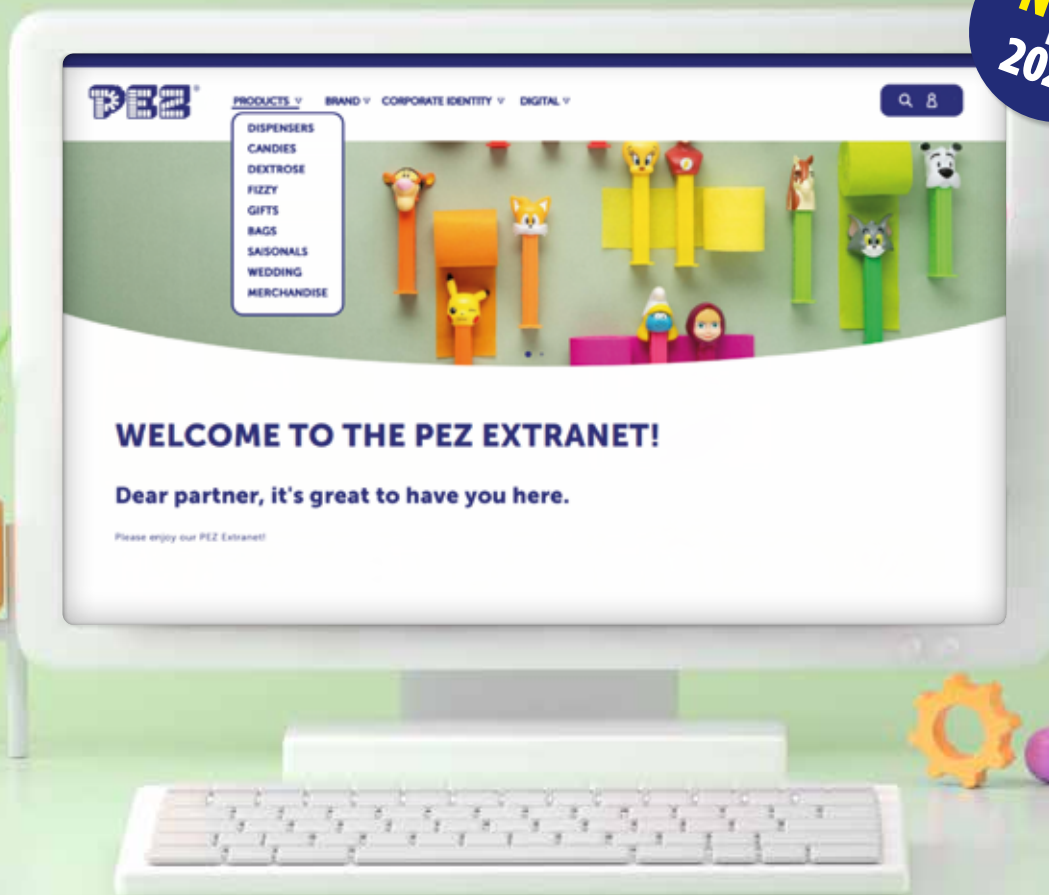 PEZ®
PRODUCTS BRAND CORPORATE IDENTITY DIGITAL
DISPENSERS
CANDIES
DEXTROSE
FIZZY
GIFTS
BAGS
SAISONALS
WEDDING
MERCHANDISE
WELCOME TO THE PEZ EXTRANET!
Dear partner, it's great to have you here.
Please enjoy our PEZ Extranet!